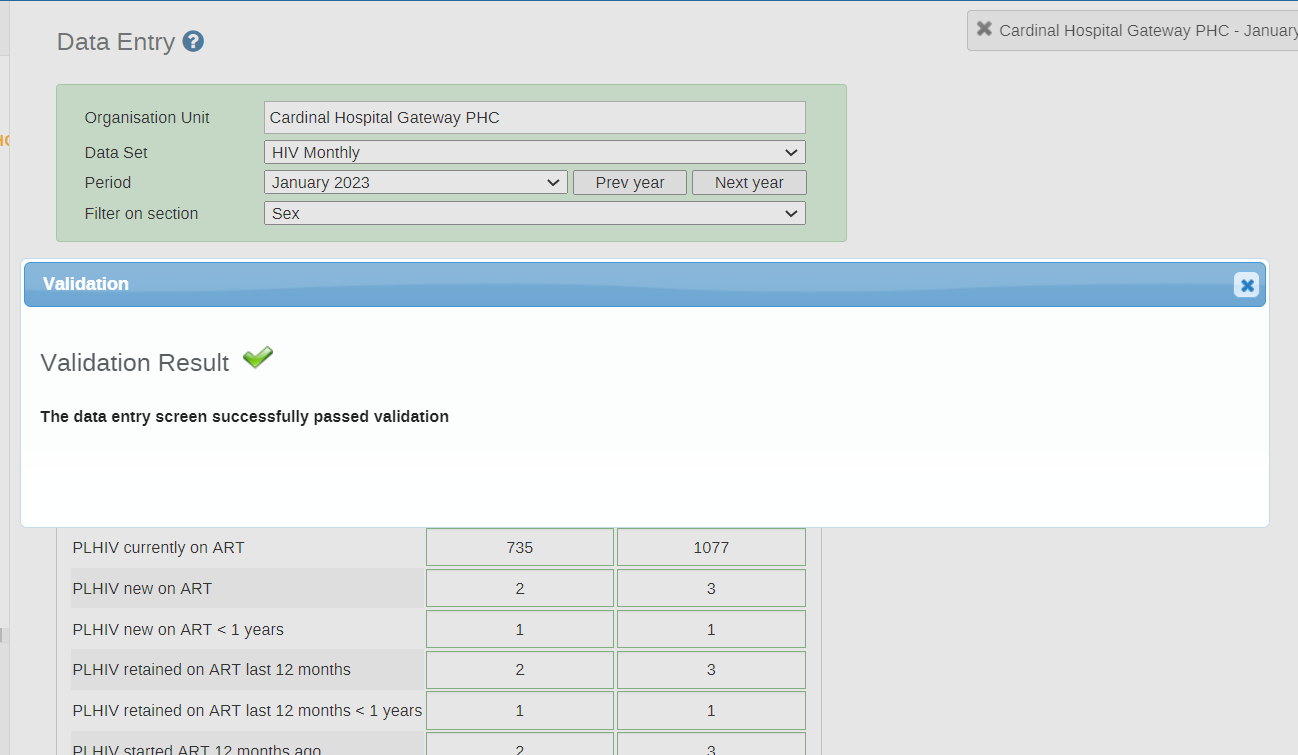 Data Entry ?
Cardinal Hospital Gateway PHC - January
Organisation Unit Cardinal Hospital Gateway PHC
Data Set HIV Monthly
Period January 2023 Prev year Next year
Filter on section Sex
Validation
Validation Result
The data entry screen successfully passed validation
PLHIV currently on ART 735 1077
PLHIV new on ART 2 3
PLHIV new on ART < 1 years 1 1
PLHIV retained on ART last 12 months 2 3
PLHIV retained on ART last 12 months < 1 years 1 1
PLHIV started ART 12 months ago 2 3